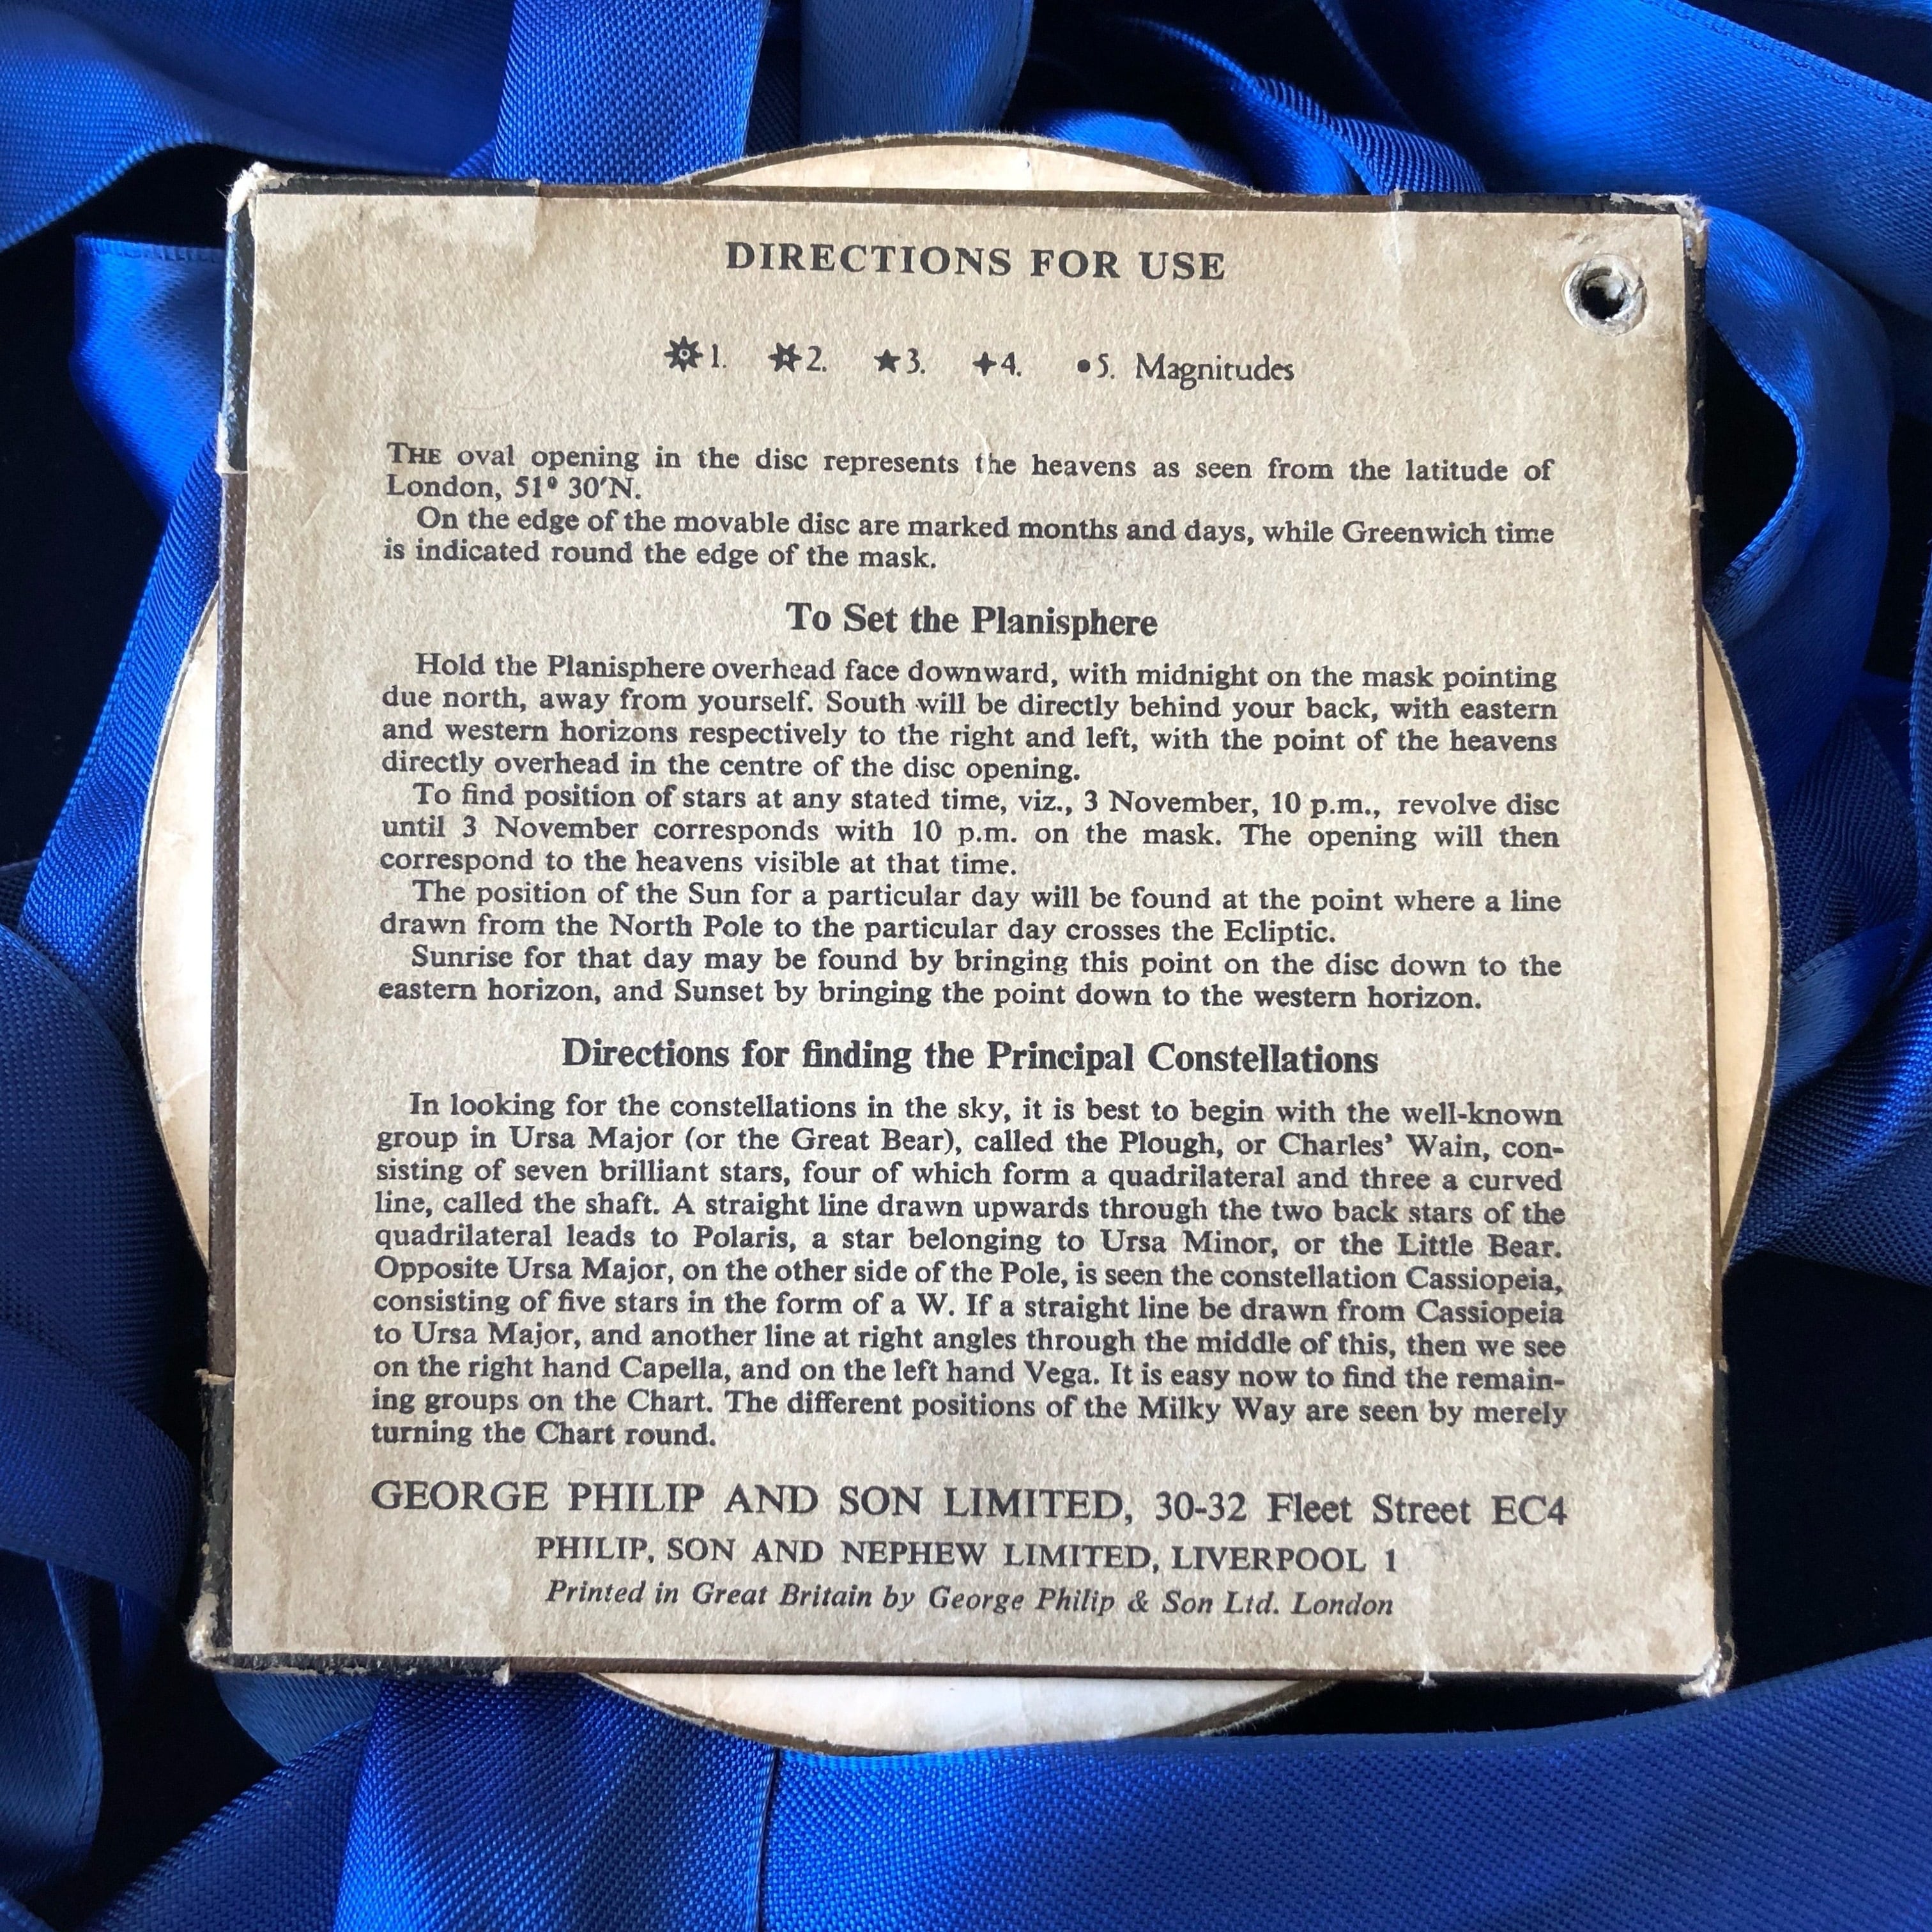 DIRECTIONS FOR USE
1. 2. 3. 4. 5. Magnitudes
THE oval opening in the disc represents the heavens as seen from the latitude of
London, 51° 30′N.
On the edge of the movable disc are marked months and days, while Greenwich time
is indicated round the edge of the mask.
To Set the Planisphere
Hold the Planisphere overhead face downward, with midnight on the mask pointing
due north, away from yourself. South will be directly behind your back, with eastern
and western horizons respectively to the right and left, with the point of the heavens
directly overhead in the centre of the disc opening.
To find position of stars at any stated time, viz., 3 November, 10 p.m., revolve disc
until 3 November corresponds with 10 p.m. on the mask. The opening will then
correspond to the heavens visible at that time.
The position of the Sun for a particular day will be found at the point where a line
drawn from the North Pole to the particular day crosses the Ecliptic.
Sunrise for that day may be found by bringing this point on the disc down to the
eastern horizon, and Sunset by bringing the point down to the western horizon.
Directions for finding the Principal Constellations
In looking for the constellations in the sky, it is best to begin with the well-known
group in Ursa Major (or the Great Bear), called the Plough, or Charles' Wain, con-
sisting of seven brilliant stars, four of which form a quadrilateral and three a curved
line, called the shaft. A straight line drawn upwards through the two back stars of the
quadrilateral leads to Polaris, a star belonging to Ursa Minor, or the Little Bear.
Opposite Ursa Major, on the other side of the Pole, is seen the constellation Cassiopeia,
consisting of five stars in the form of a W. If a straight line be drawn from Cassiopeia
to Ursa Major, and another line at right angles through the middle of this, then we see
on the right hand Capella, and on the left hand Vega. It is easy now to find the remain-
ing groups on the Chart. The different positions of the Milky Way are seen by merely
turning the Chart round.
GEORGE PHILIP AND SON LIMITED, 30-32 Fleet Street EC4
PHILIP, SON AND NEPHEW LIMITED, LIVERPOOL 1
Printed in Great Britain by George Philip & Son Ltd. London